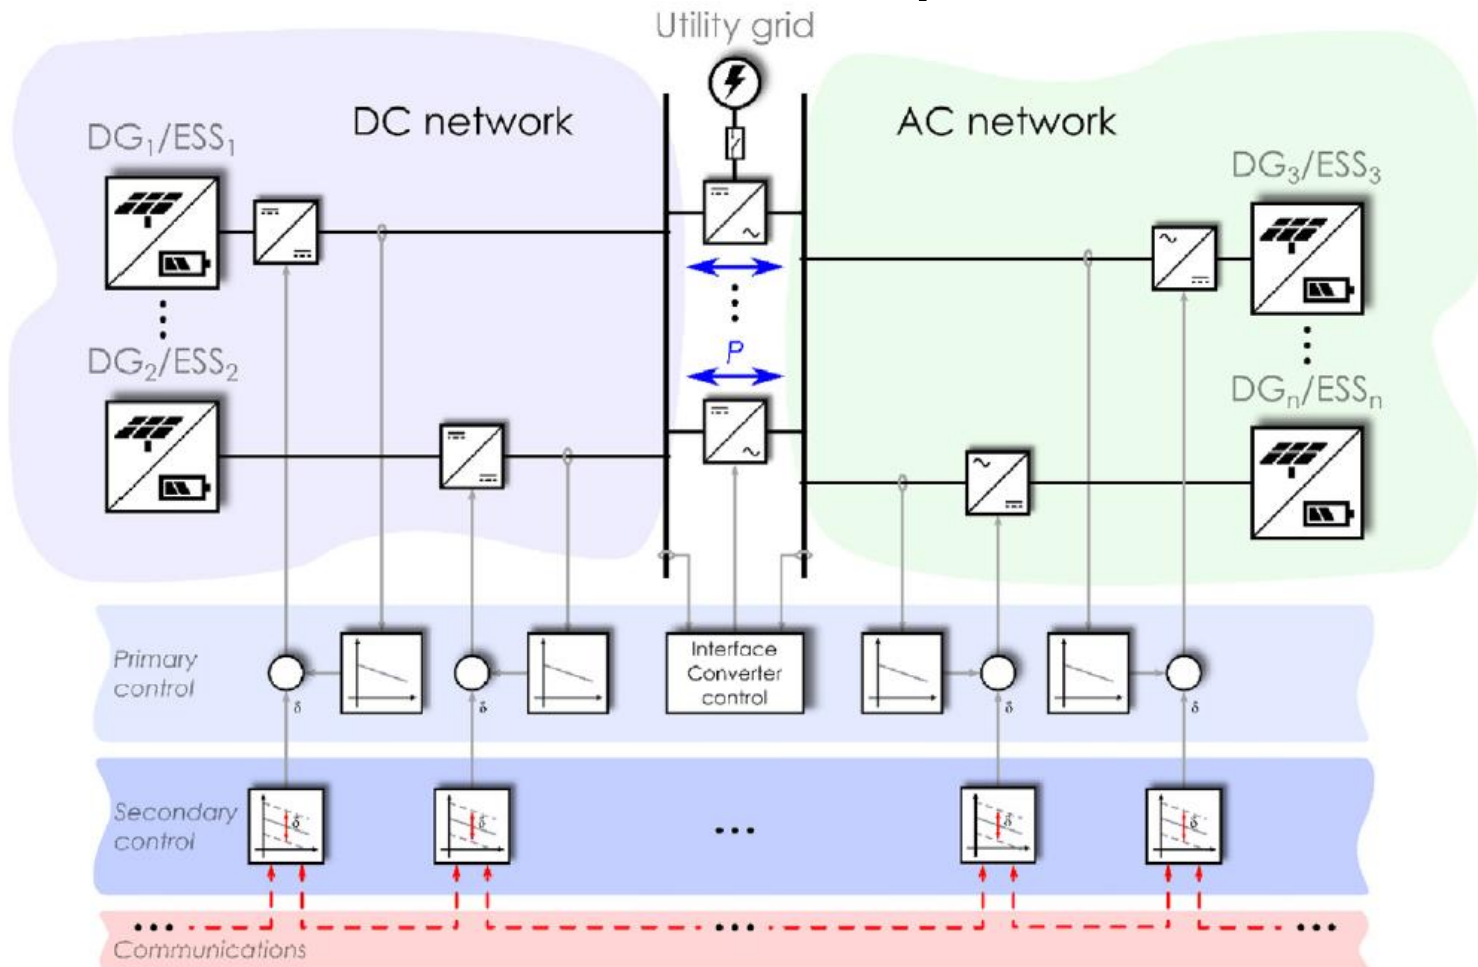 Utility grid
DC network
AC network
DG₁/ESS₁
DG₃/ESS₃
P
DG₂/ESS₂
DGₙ/ESSₙ
Primary
control
Interface
Converter
control
δ
δ
δ
δ
Secondary
control
δ
δ
...
δ
δ
...
...
...
Communications